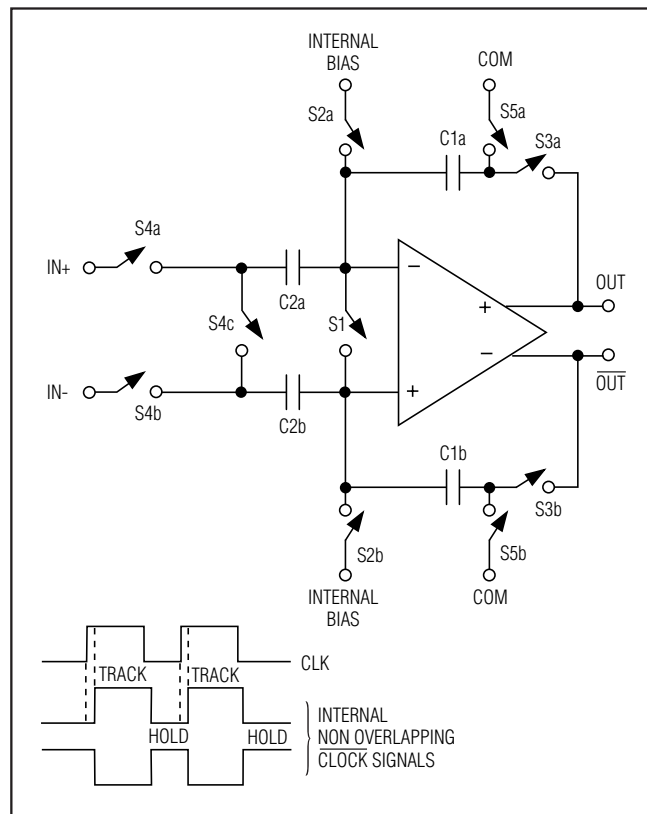 INTERNAL
BIAS
COM
S2a
S5a
C1a
S3a
S4a
IN+
C2a
−
OUT
S4c
S1
+
−
OUT
IN-
S4b
C2b
+
C1b
S3b
S2b
S5b
INTERNAL
BIAS
COM
CLK
TRACK
TRACK
HOLD
HOLD
INTERNAL
NON OVERLAPPING
CLOCK SIGNALS